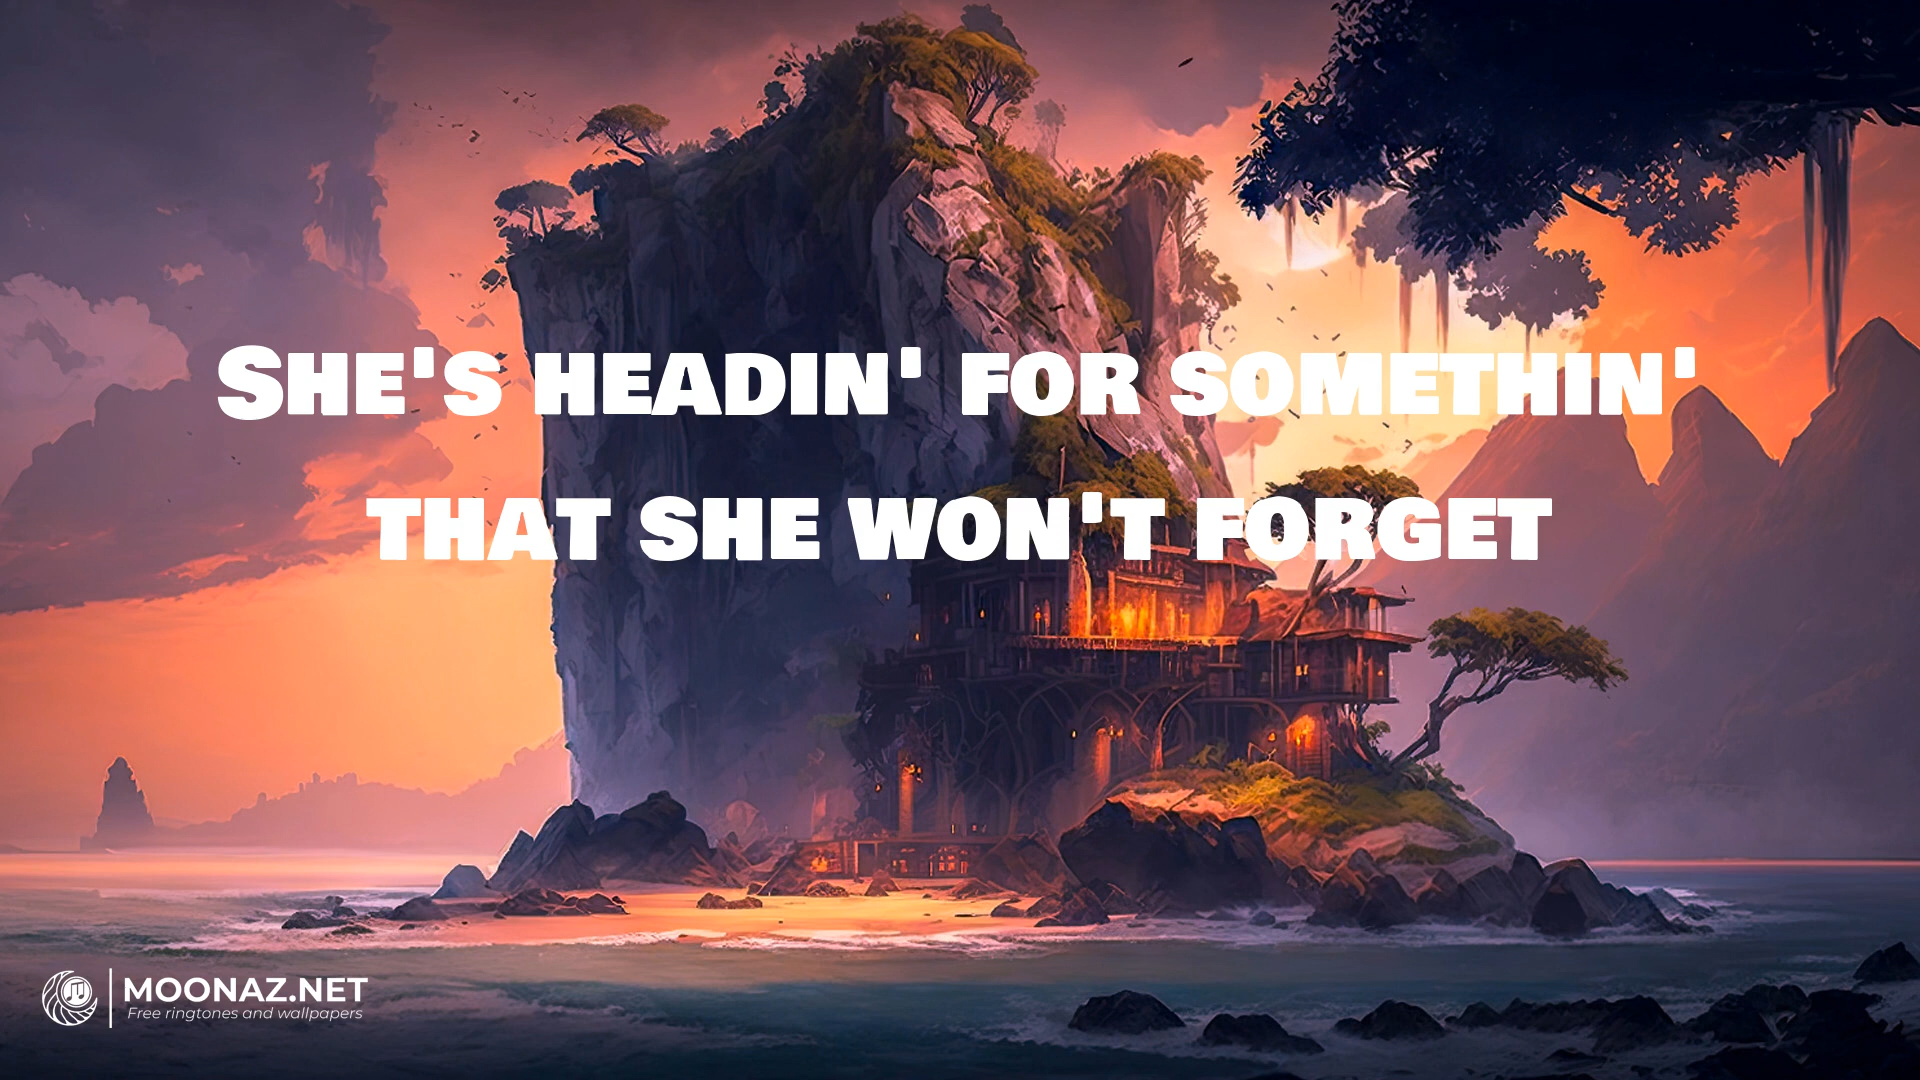 She's headin' for somethin'
that she won't forget
MOONAZ.NET
Free ringtones and wallpapers